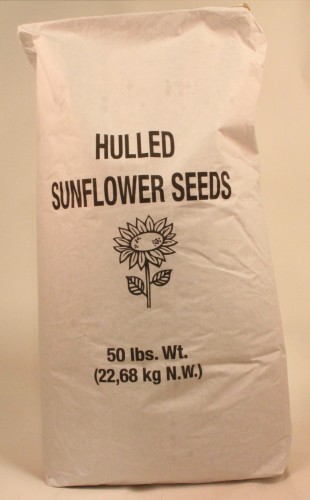 HULLED
SUNFLOWER SEEDS
50 lbs. Wt.
(22,68 kg N.W.)